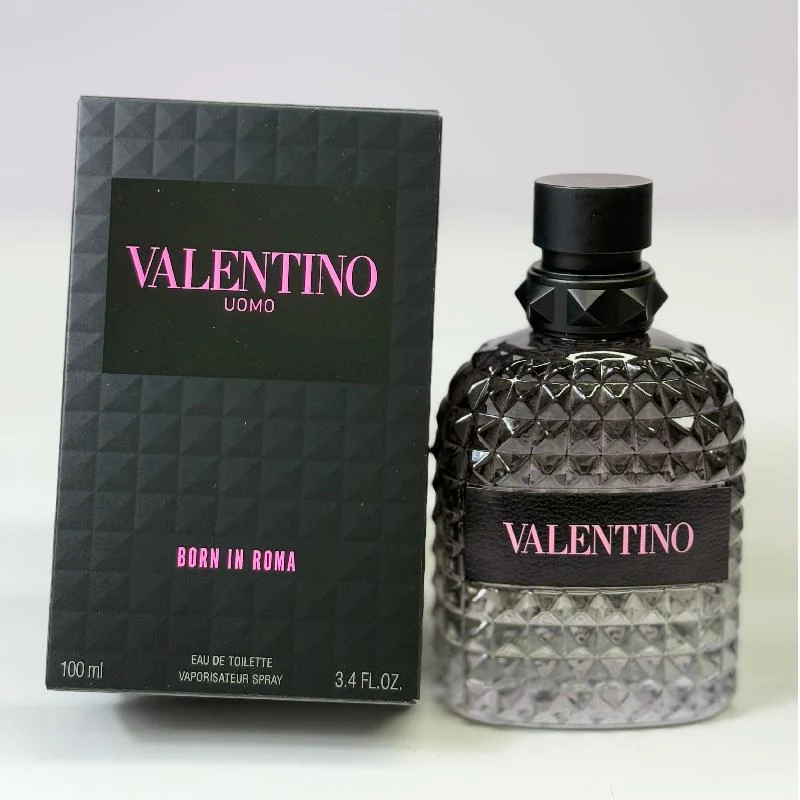 VALENTINO
UOMO
BORN IN ROMA
EAU DE TOILETTE
VAPORISATEUR SPRAY
100 ml
3.4 FL.OZ.
VALENTINO